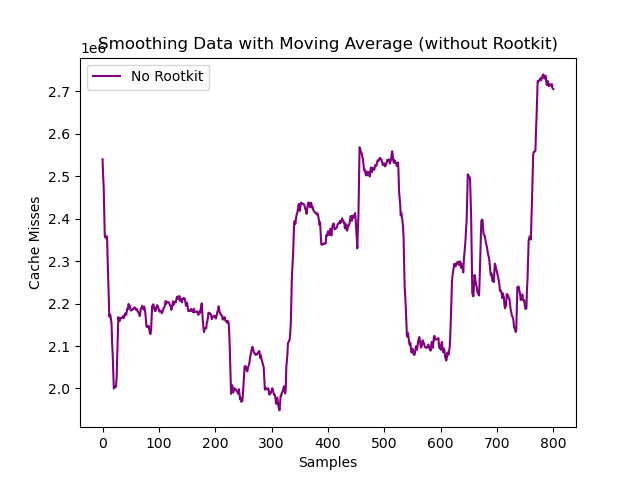 Smoothing Data with Moving Average (without Rootkit)
1e6
No Rootkit
2.7
2.6
2.5
2.4
2.3
2.2
2.1
2.0
Cache Misses
0 100 200 300 400 500 600 700 800
Samples